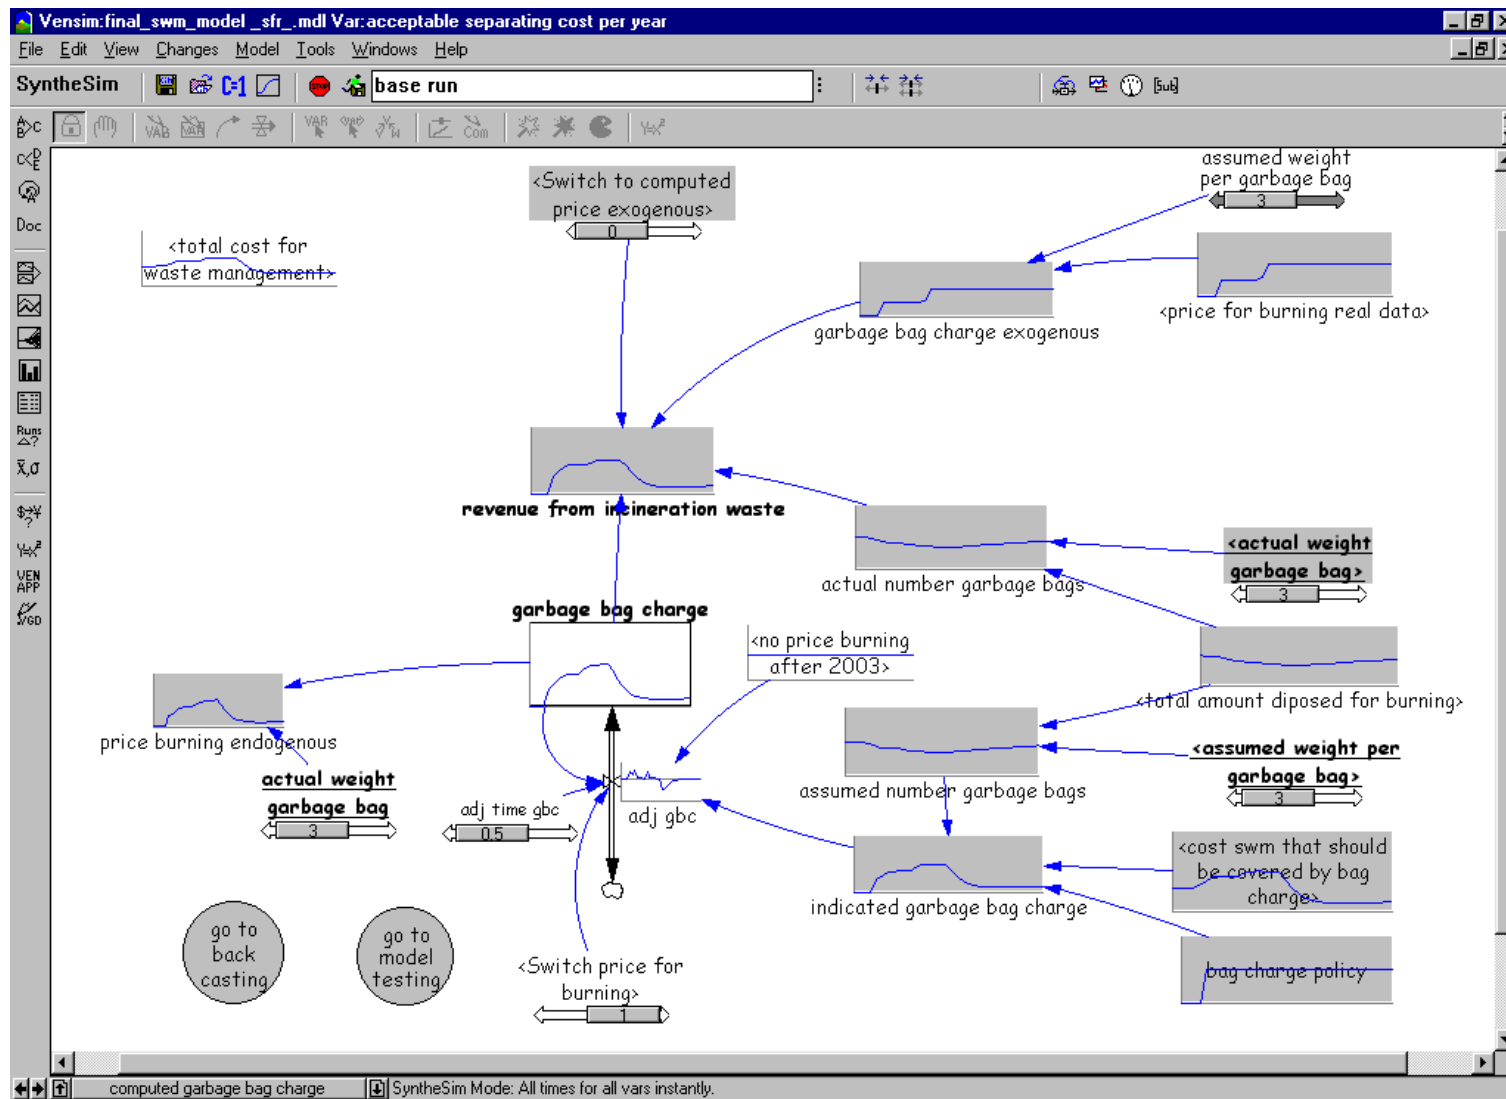 Vensim:final_swm_model _sfr_.mdl Var:acceptable separating cost per year
File Edit View Changes Model Tools Windows Help
SyntheSim
base run
Doc
Runs
VEN
APP
<Switch to computed
price exogenous>
0
assumed weight
per garbage bag
3
<total cost for
waste management>
garbage bag charge exogenous
<price for burning real data>
revenue from incineration waste
actual number garbage bags
<actual weight
garbage bag>
3
garbage bag charge
<no price burning
after 2003>
<total amount diposed for burning>
price burning endogenous
actual weight
garbage bag
3
adj time gbc
0.5
adj gbc
assumed number garbage bags
<assumed weight per
garbage bag>
3
<cost swm that should
be covered by bag
charge>
indicated garbage bag charge
bag charge policy
go to
back
casting
go to
model
testing
<Switch price for
burning>
1
computed garbage bag charge
SyntheSim Mode: All times for all vars instantly.